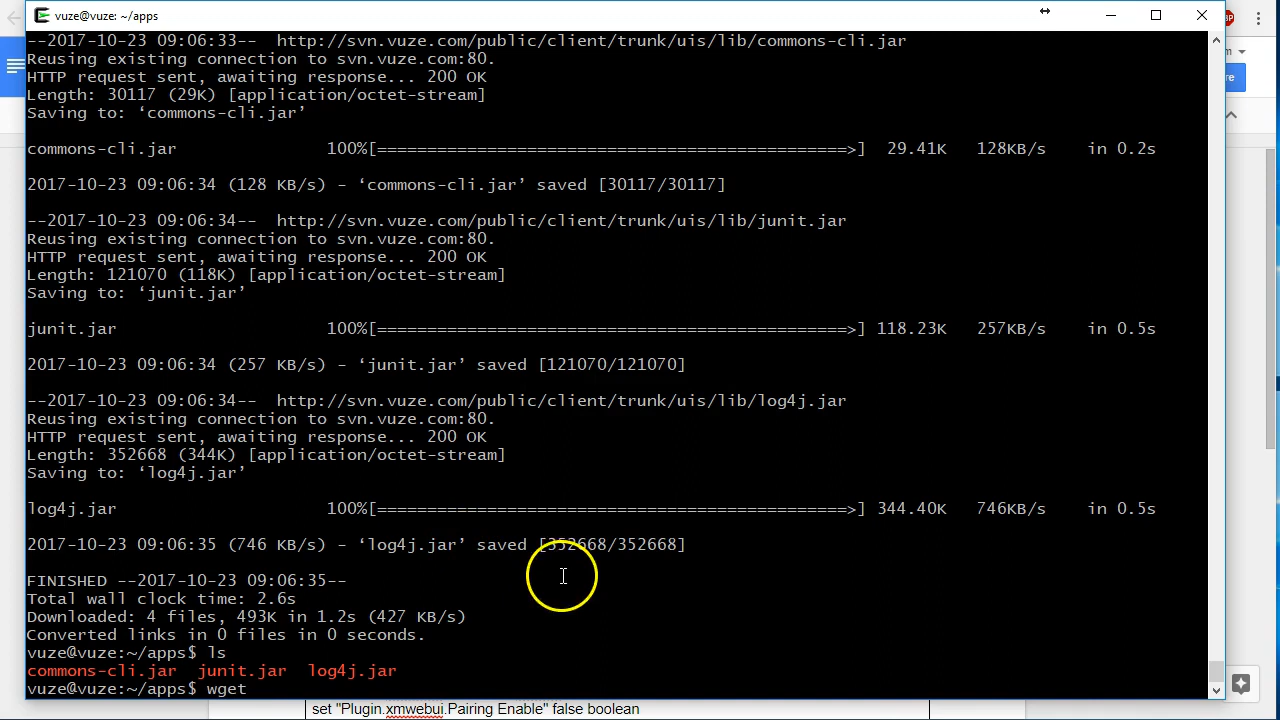 vuze@vuze: ~/apps
--2017-10-23 09:06:33--  http://svn.vuze.com/public/client/trunk/uis/lib/commons-cli.jar
Reusing existing connection to svn.vuze.com:80.
HTTP request sent, awaiting response... 200 OK
Length: 30117 (29K) [application/octet-stream]
Saving to: ‘commons-cli.jar’
commons-cli.jar               100%[===============================================>]  29.41K   128KB/s    in 0.2s
2017-10-23 09:06:34 (128 KB/s) - ‘commons-cli.jar’ saved [30117/30117]
--2017-10-23 09:06:34--  http://svn.vuze.com/public/client/trunk/uis/lib/junit.jar
Reusing existing connection to svn.vuze.com:80.
HTTP request sent, awaiting response... 200 OK
Length: 121070 (118K) [application/octet-stream]
Saving to: ‘junit.jar’
junit.jar                     100%[===============================================>] 118.23K   257KB/s    in 0.5s
2017-10-23 09:06:34 (257 KB/s) - ‘junit.jar’ saved [121070/121070]
--2017-10-23 09:06:34--  http://svn.vuze.com/public/client/trunk/uis/lib/log4j.jar
Reusing existing connection to svn.vuze.com:80.
HTTP request sent, awaiting response... 200 OK
Length: 352668 (344K) [application/octet-stream]
Saving to: ‘log4j.jar’
log4j.jar                     100%[===============================================>] 344.40K   746KB/s    in 0.5s
2017-10-23 09:06:35 (746 KB/s) - ‘log4j.jar’ saved [352668/352668]
FINISHED --2017-10-23 09:06:35--
Total wall clock time: 2.6s
Downloaded: 4 files, 493K in 1.2s (427 KB/s)
Converted links in 0 files in 0 seconds.
vuze@vuze:~/apps$ ls
commons-cli.jar  junit.jar  log4j.jar
vuze@vuze:~/apps$ wget
set "Plugin.xmwebui.Pairing Enable" false boolean